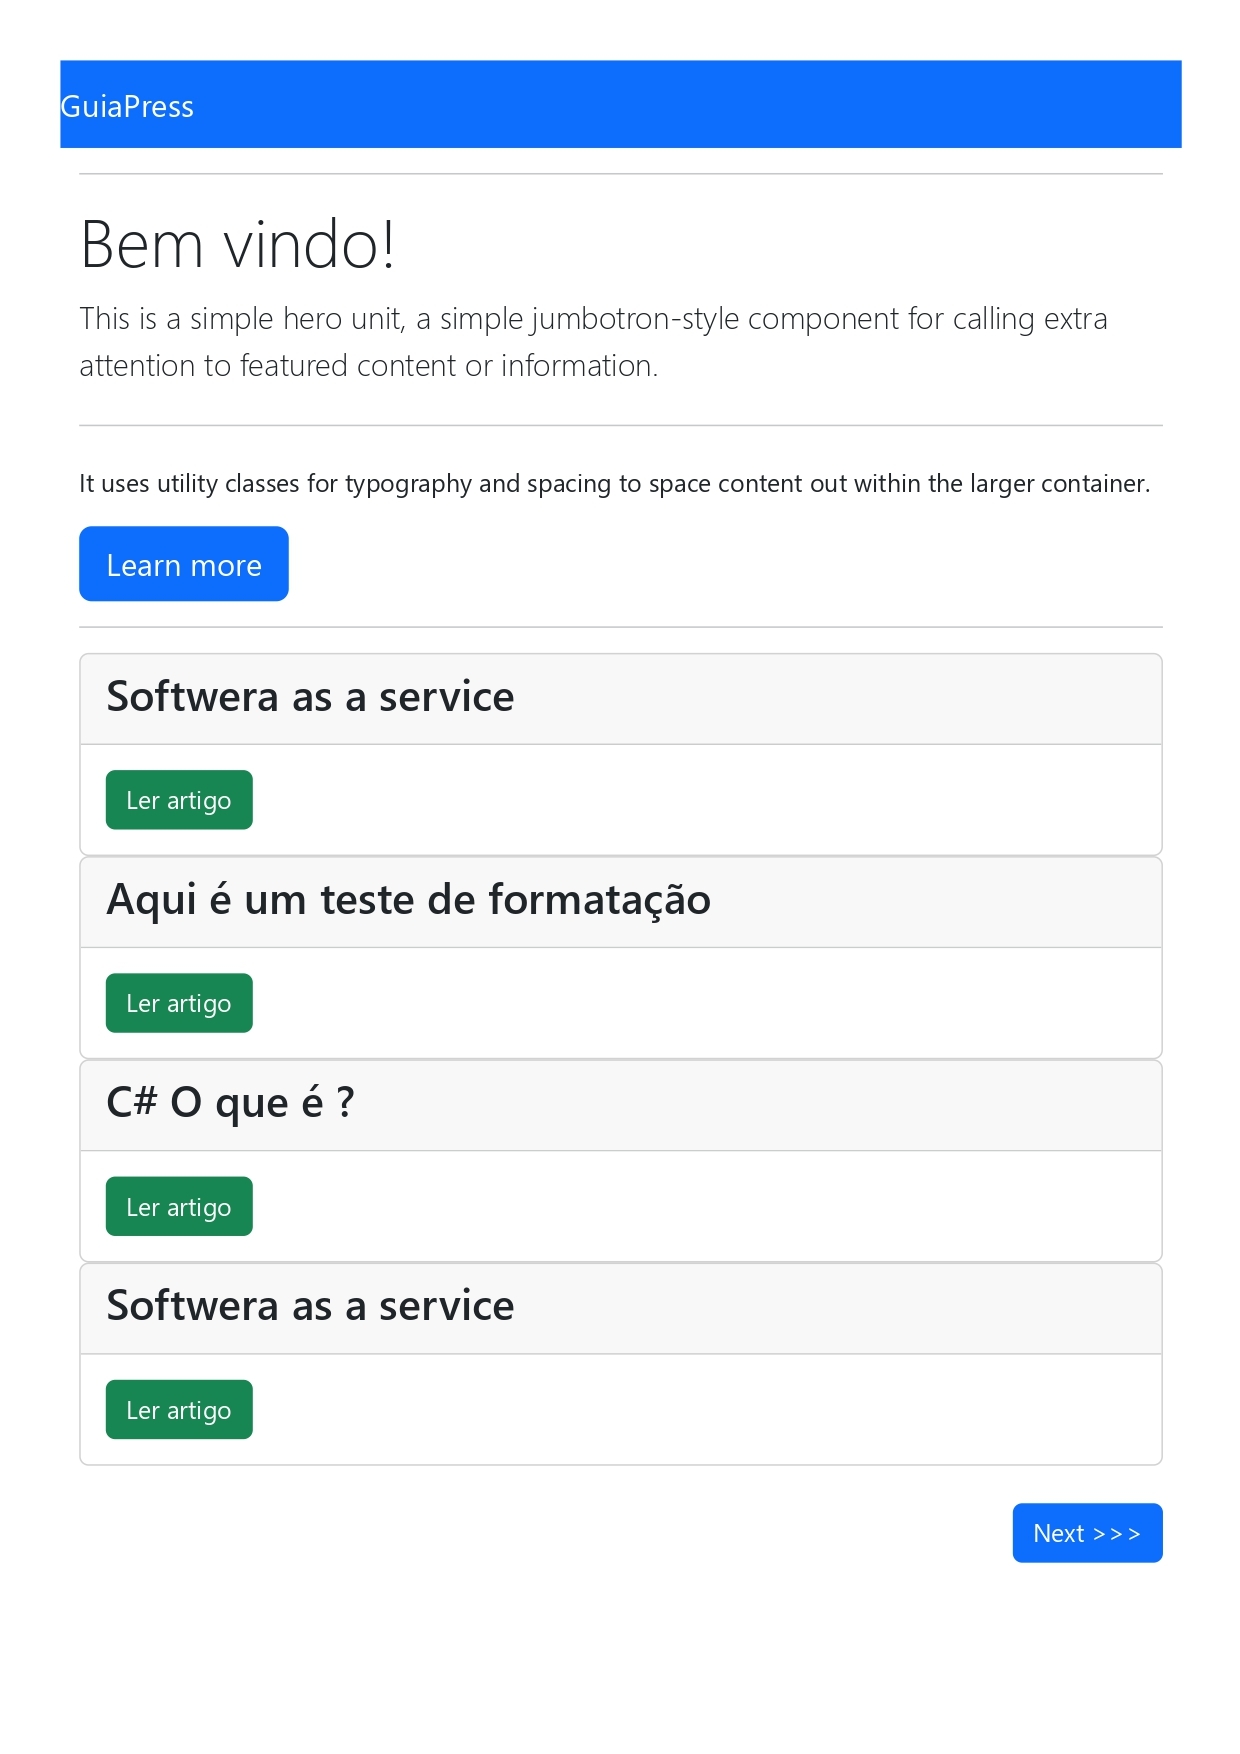 GuiaPress
Bem vindo!
This is a simple hero unit, a simple jumbotron-style component for calling extra
attention to featured content or information.
It uses utility classes for typography and spacing to space content out within the larger container.
Learn more
Softwera as a service
Ler artigo
Aqui é um teste de formatação
Ler artigo
C# O que é ?
Ler artigo
Softwera as a service
Ler artigo
Next >>>